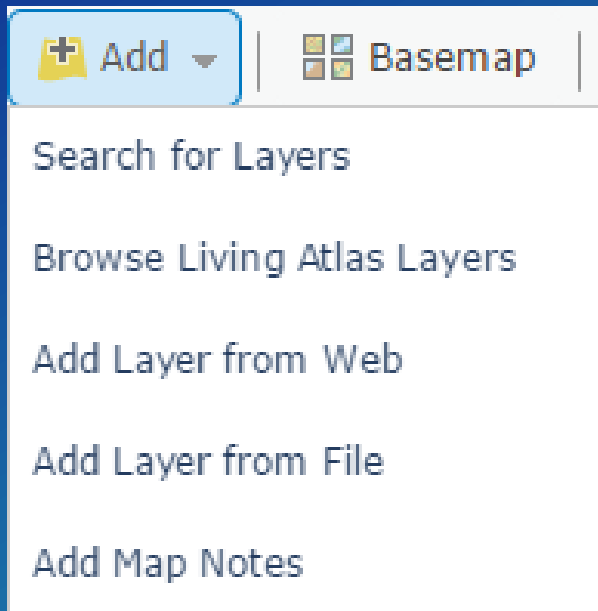 Add Basemap
Search for Layers
Browse Living Atlas Layers
Add Layer from Web
Add Layer from File
Add Map Notes